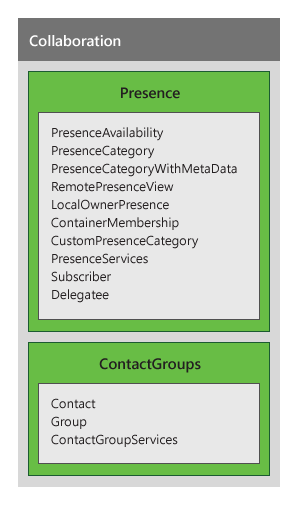 Collaboration
Presence
PresenceAvailability
PresenceCategory
PresenceCategoryWithMetaData
RemotePresenceView
LocalOwnerPresence
ContainerMembership
CustomPresenceCategory
PresenceServices
Subscriber
Delegatee
ContactGroups
Contact
Group
ContactGroupServices